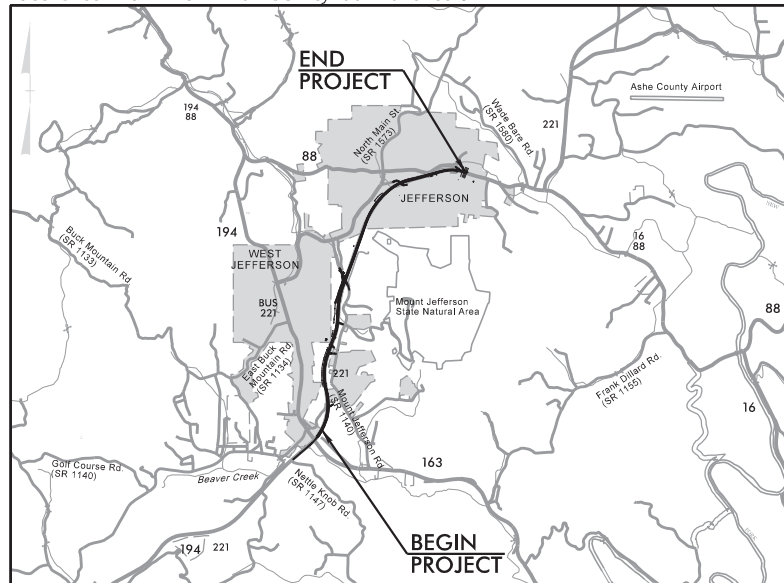 END
PROJECT
Ashe County Airport
194
88
North Main St
(SR 1573)
Wade Bare Rd.
(SR 1580)
221
88
JEFFERSON
194
Buck Mountain Rd
(SR 1133)
WEST
JEFFERSON
16
88
BUS
221
Mount Jefferson
State Natural Area
88
East Buck
Mountain Rd.
(SR 1134)
221
Mount Jefferson Rd
(SR 1140)
Frank Dillard Rd.
(SR 1155)
16
Golf Course Rd.
(SR 1140)
Beaver Creek
163
Nettle Knob Rd.
(SR 1147)
194
221
BEGIN
PROJECT
NEW